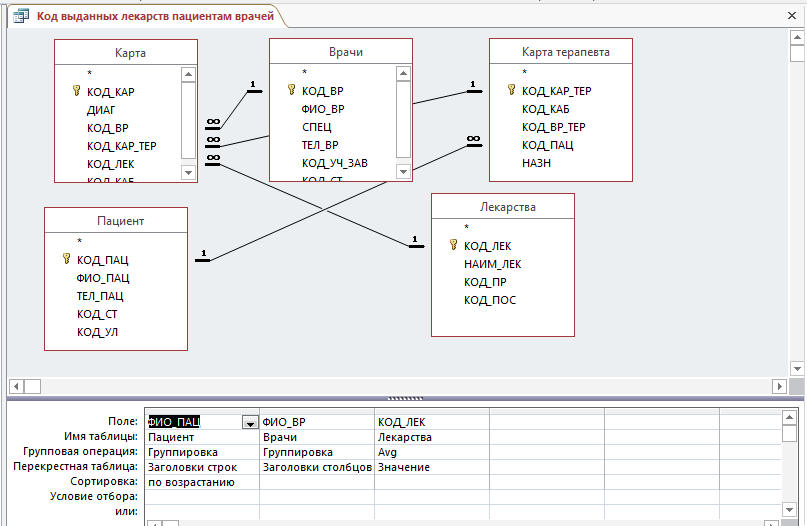 Код выданных лекарств пациентам врачей
Карта
*
КОД_КАР
ДИАГ
КОД_ВР
КОД_КАР_ТЕР
КОД_ЛЕК
КОД_КАБ
Врачи
*
КОД_ВР
ФИО_ВР
СПЕЦ
ТЕЛ_ВР
КОД_УЧ_ЗАВ
КОД_СТ
Карта терапевта
*
КОД_КАР_ТЕР
КОД_КАБ
КОД_ВР_ТЕР
КОД_ПАЦ
НАЗН
∞ 1
∞ 1
∞ ∞
1 1
Пациент
*
КОД_ПАЦ
ФИО_ПАЦ
ТЕЛ_ПАЦ
КОД_СТ
КОД_УЛ
Лекарства
*
КОД_ЛЕК
НАИМ_ЛЕК
КОД_ПР
КОД_ПОС
Поле: ФИО_ПАЦ ФИО_ВР КОД_ЛЕК
Имя таблицы: Пациент Врачи Лекарства
Групповая операция: Группировка Группировка Avg
Перекрестная таблица: Заголовки строк Заголовки столбцов Значение
Сортировка: по возрастанию
Условие отбора:
или: